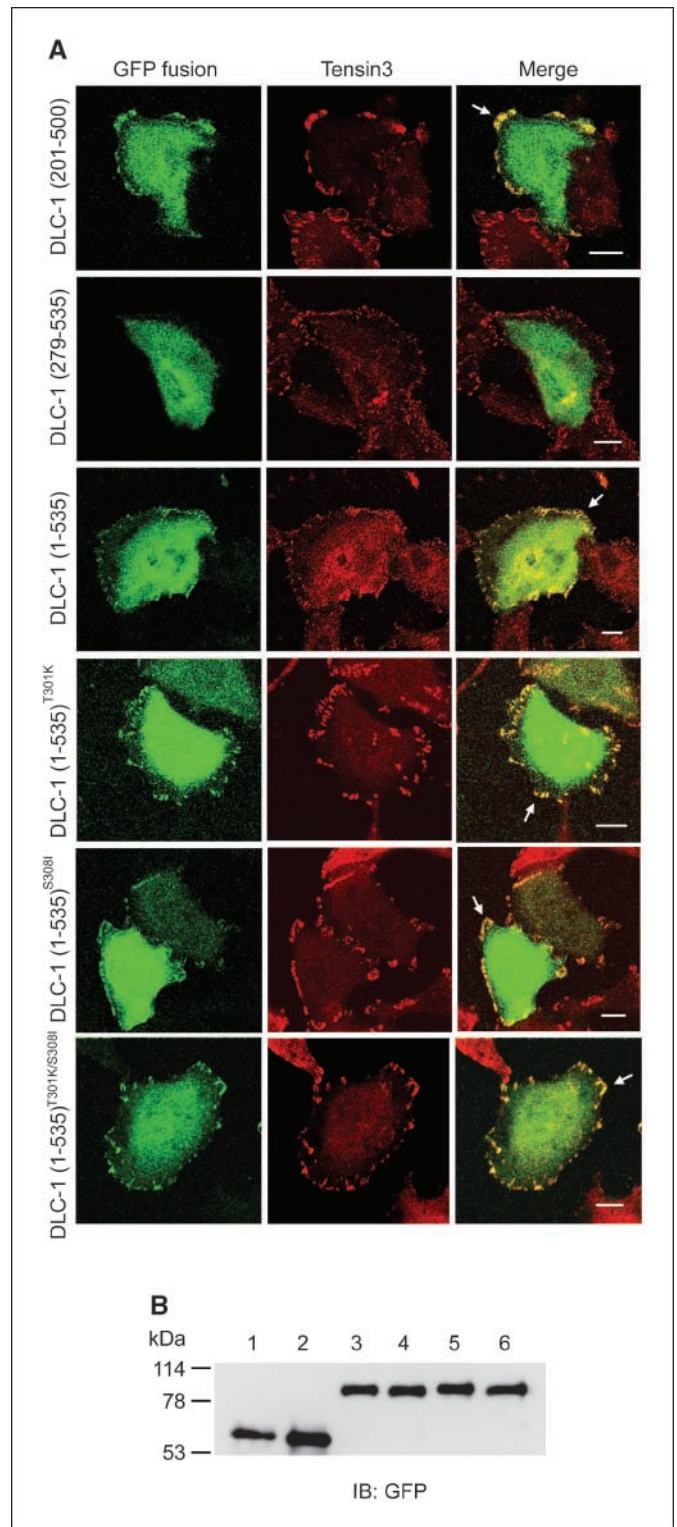 A
GFP fusion Tensin3 Merge
DLC-1 (201-500)
DLC-1 (279-535)
DLC-1 (1-535)
DLC-1 (1-535)T301K
DLC-1 (1-535)S308I
DLC-1 (1-535)T301K/S308I
B
kDa 1 2 3 4 5 6
114
78
53
IB: GFP